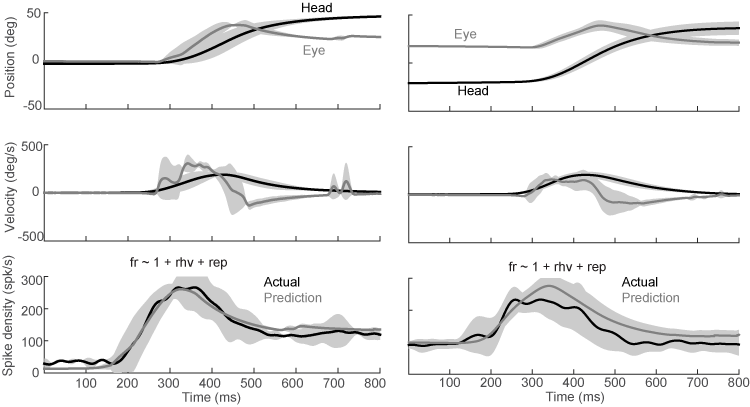 Head
50
Eye
Position (deg)
0
-50
Eye
Head
500
Velocity (deg/s)
0
-500
fr ~ 1 + rhv + rep
300
Actual
Prediction
Spike density (spk/s)
200
100
0
100 200 300 400 500 600 700 800
Time (ms)
fr ~ 1 + rhv + rep
Actual
Prediction
100 200 300 400 500 600 700 800
Time (ms)